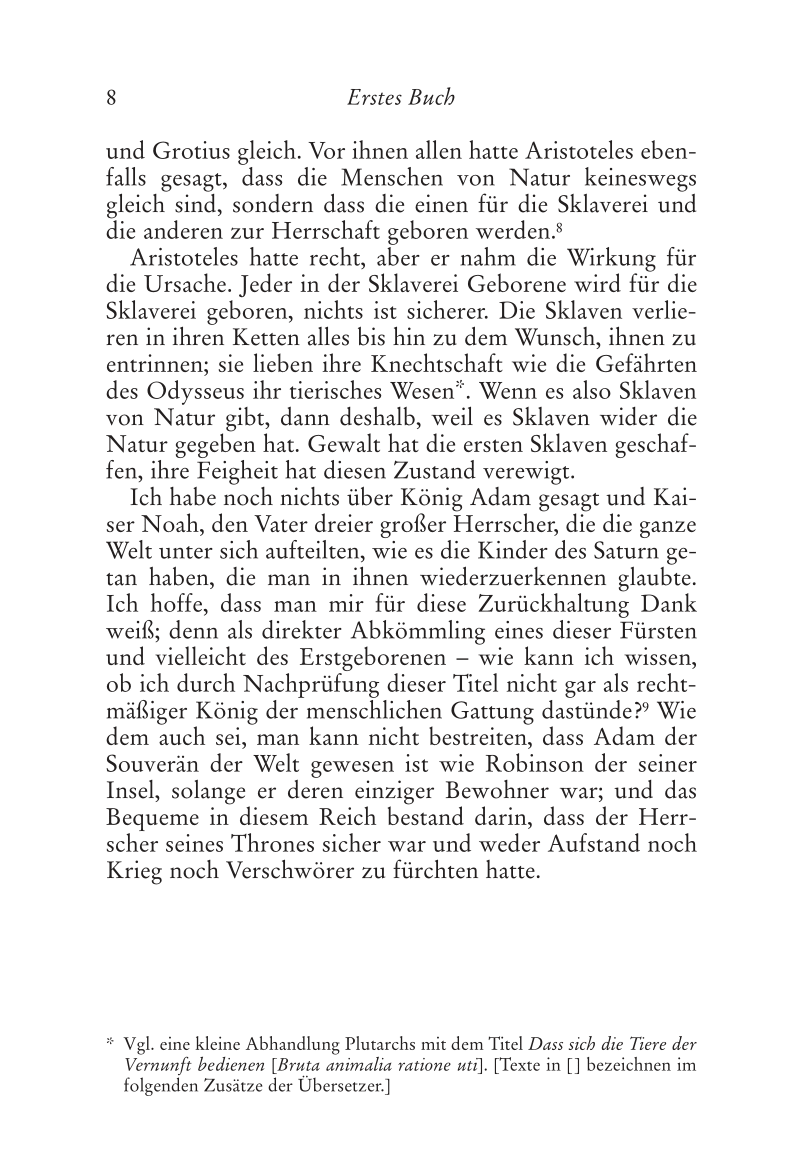 8 Erstes Buch
und Grotius gleich. Vor ihnen allen hatte Aristoteles eben-
falls gesagt, dass die Menschen von Natur keineswegs
gleich sind, sondern dass die einen für die Sklaverei und
die anderen zur Herrschaft geboren werden.⁸
Aristoteles hatte recht, aber er nahm die Wirkung für
die Ursache. Jeder in der Sklaverei Geborene wird für die
Sklaverei geboren, nichts ist sicherer. Die Sklaven verlie-
ren in ihren Ketten alles bis hin zu dem Wunsch, ihnen zu
entrinnen; sie lieben ihre Knechtschaft wie die Gefährten
des Odysseus ihr tierisches Wesen*. Wenn es also Sklaven
von Natur gibt, dann deshalb, weil es Sklaven wider die
Natur gegeben hat. Gewalt hat die ersten Sklaven geschaf-
fen, ihre Feigheit hat diesen Zustand verewigt.
Ich habe noch nichts über König Adam gesagt und Kai-
ser Noah, den Vater dreier großer Herrscher, die die ganze
Welt unter sich aufteilten, wie es die Kinder des Saturn ge-
tan haben, die man in ihnen wiederzuerkennen glaubte.
Ich hoffe, dass man mir für diese Zurückhaltung Dank
weiß; denn als direkter Abkömmling eines dieser Fürsten
und vielleicht des Erstgeborenen – wie kann ich wissen,
ob ich durch Nachprüfung dieser Titel nicht gar als recht-
mäßiger König der menschlichen Gattung dastünde?⁹ Wie
dem auch sei, man kann nicht bestreiten, dass Adam der
Souverän der Welt gewesen ist wie Robinson der seiner
Insel, solange er deren einziger Bewohner war; und das
Bequeme in diesem Reich bestand darin, dass der Herr-
scher seines Thrones sicher war und weder Aufstand noch
Krieg noch Verschwörer zu fürchten hatte.
* Vgl. eine kleine Abhandlung Plutarchs mit dem Titel Dass sich die Tiere der
Vernunft bedienen [Bruta animalia ratione uti]. [Texte in [ ] bezeichnen im
folgenden Zusätze der Übersetzer.]